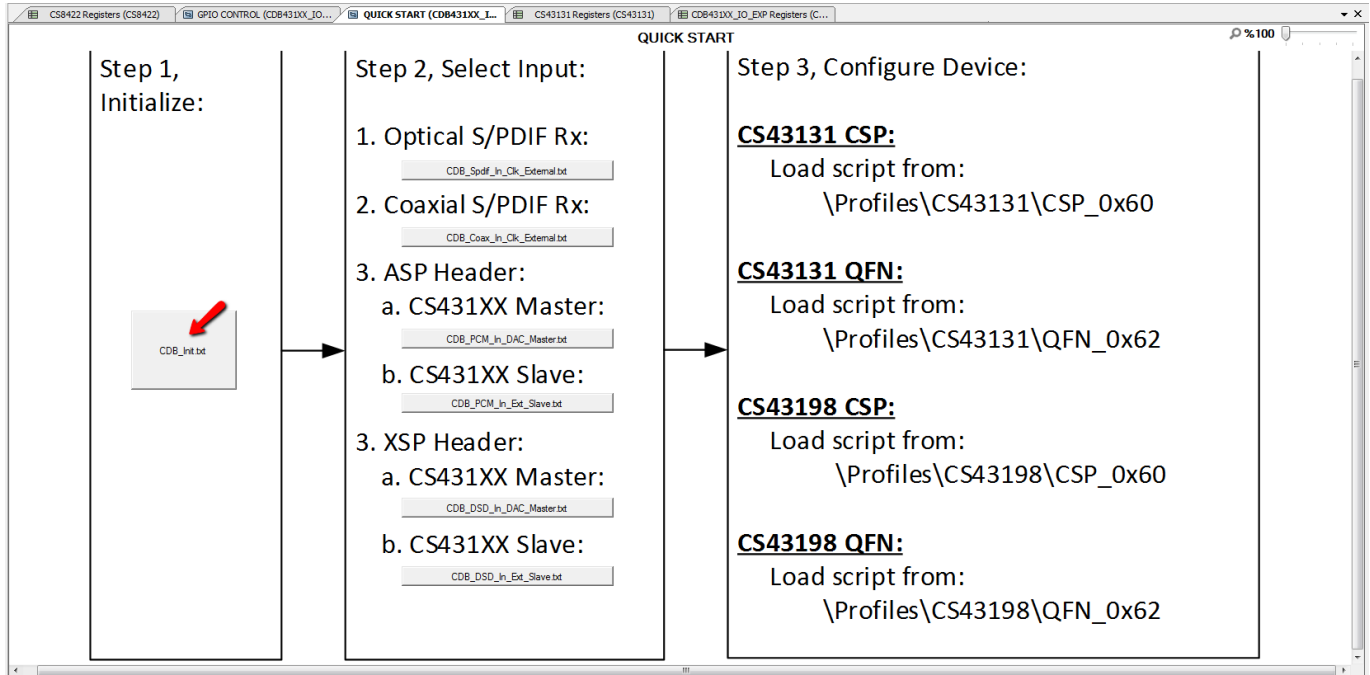 CS8422 Registers (CS8422)
GPIO CONTROL (CDB431XX_IO...
QUICK START (CDB431XX_I...
CS43131 Registers (CS43131)
CDB431XX_IO_EXP Registers (C...
QUICK START
%100
Step 1,
Initialize:
CDB_Init.txt
Step 2, Select Input:
1. Optical S/PDIF Rx:
CDB_Spdif_In_Clk_External.txt
2. Coaxial S/PDIF Rx:
CDB_Coax_In_Clk_External.txt
3. ASP Header:
a. CS431XX Master:
CDB_PCM_In_DAC_Master.txt
b. CS431XX Slave:
CDB_PCM_In_Ext_Slave.txt
3. XSP Header:
a. CS431XX Master:
CDB_DSD_In_DAC_Master.txt
b. CS431XX Slave:
CDB_DSD_In_Ext_Slave.txt
Step 3, Configure Device:
CS43131 CSP:
Load script from:
\Profiles\CS43131\CSP_0x60
CS43131 QFN:
Load script from:
\Profiles\CS43131\QFN_0x62
CS43198 CSP:
Load script from:
\Profiles\CS43198\CSP_0x60
CS43198 QFN:
Load script from:
\Profiles\CS43198\QFN_0x62